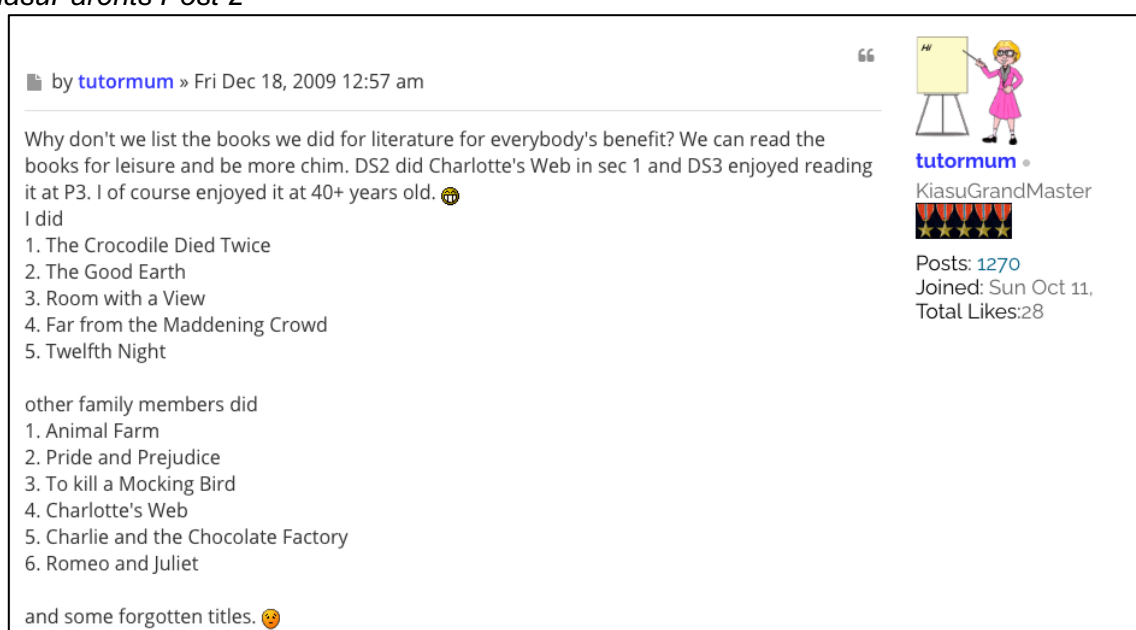 by tutormum » Fri Dec 18, 2009 12:57 am
Why don't we list the books we did for literature for everybody's benefit? We can read the
books for leisure and be more chim. DS2 did Charlotte's Web in sec 1 and DS3 enjoyed reading
it at P3. I of course enjoyed it at 40+ years old.
I did
1. The Crocodile Died Twice
2. The Good Earth
3. Room with a View
4. Far from the Maddening Crowd
5. Twelfth Night
other family members did
1. Animal Farm
2. Pride and Prejudice
3. To kill a Mocking Bird
4. Charlotte's Web
5. Charlie and the Chocolate Factory
6. Romeo and Juliet
and some forgotten titles.
Hi
tutormum
KiasuGrandMaster
Posts: 1270
Joined: Sun Oct 11,
Total Likes:28